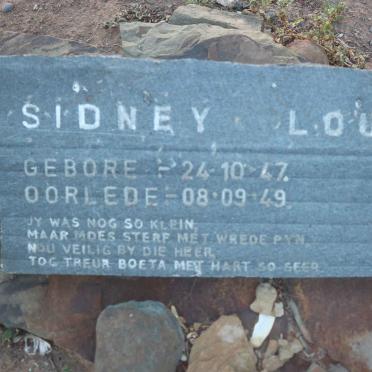 SIDNEY LOU
GEBORE :- 24·10·47.
OORLEDE:-08·09·49.
JY WAS NOG SO KLEIN,
MAAR MOES STERF MET WREDE PYN.
NOU VEILIG BY DIE HEER,
TOG TREUR BOETA MET HART SO SEER.